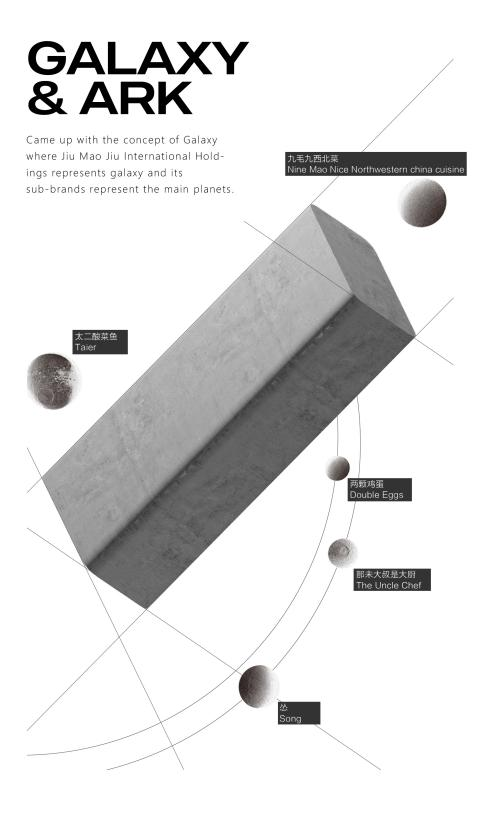 GALAXY
& ARK
Came up with the concept of Galaxy
where Jiu Mao Jiu International Hold-
ings represents galaxy and its
sub-brands represent the main planets.
九毛九西北菜
Nine Mao Nice Northwestern china cuisine
太二酸菜鱼
Taier
两颗鸡蛋
Double Eggs
那未大叔是大厨
The Uncle Chef
怂
Song